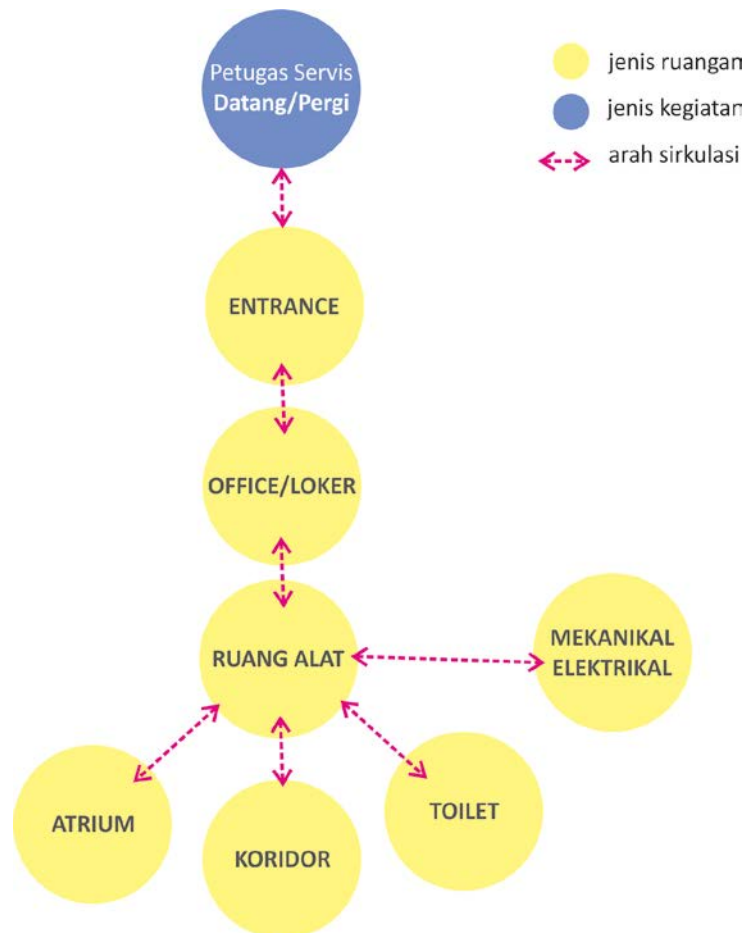 Petugas Servis
Datang/Pergi
jenis ruangan
jenis kegiatan
arah sirkulasi
ENTRANCE
OFFICE/LOKER
RUANG ALAT
MEKANIKAL
ELEKTRIKAL
ATRIUM
KORIDOR
TOILET